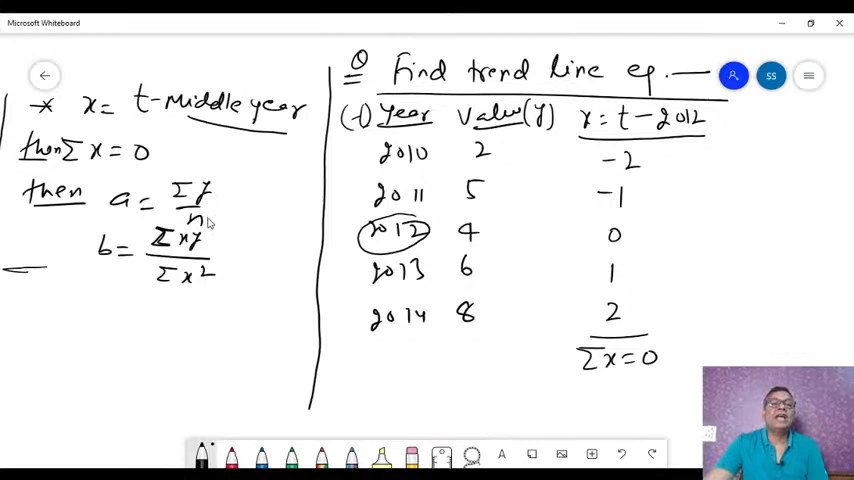 Microsoft Whiteboard
SS
* x = t-middle year
then Σx = 0
then a = Σy/n
b = Σxy/Σx²
Q Find trend line eq.
(t) Year Value(y) x = t-2012
2010 2 -2
2011 5 -1
2012 4 0
2013 6 1
2014 8 2
Σx=0
A